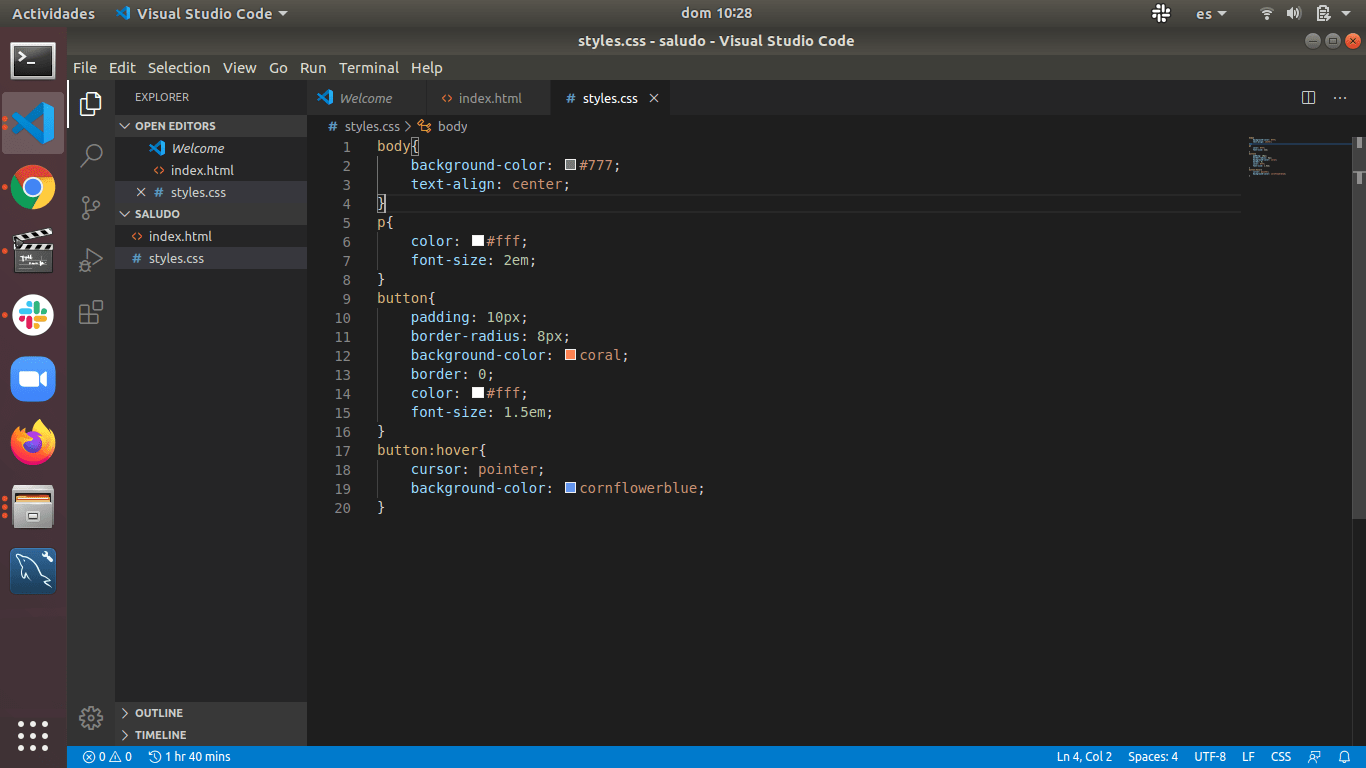 Actividades Visual Studio Code dom 10:28 es
styles.css - saludo - Visual Studio Code
File Edit Selection View Go Run Terminal Help
EXPLORER
OPEN EDITORS
Welcome
index.html
# styles.css
SALUDO
index.html
# styles.css
OUTLINE
TIMELINE
Welcome index.html # styles.css
# styles.css > body
1 body{
2 background-color: #777;
3 text-align: center;
4 }
5 p{
6 color: #fff;
7 font-size: 2em;
8 }
9 button{
10 padding: 10px;
11 border-radius: 8px;
12 background-color: coral;
13 border: 0;
14 color: #fff;
15 font-size: 1.5em;
16 }
17 button:hover{
18 cursor: pointer;
19 background-color: cornflowerblue;
20 }
0 0 1 hr 40 mins Ln 4, Col 2 Spaces: 4 UTF-8 LF CSS